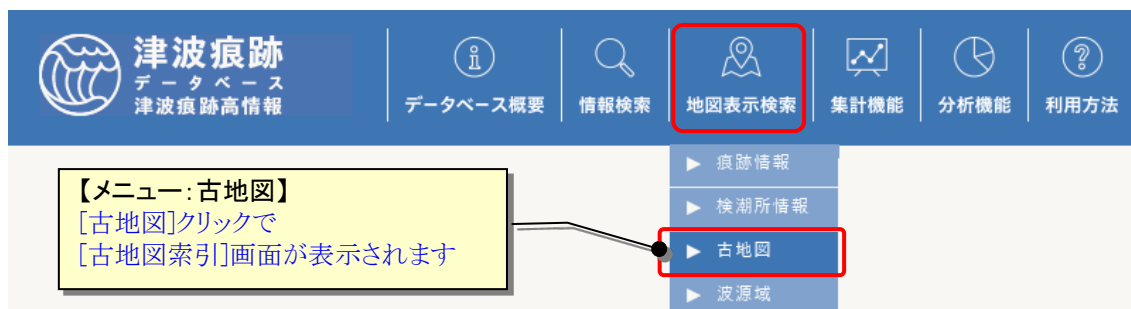 津波痕跡
データベース
津波痕跡高情報
データベース概要
情報検索
地図表示検索
集計機能
分析機能
利用方法
▶ 痕跡情報
▶ 検潮所情報
▶ 古地図
▶ 波源域
【メニュー：古地図】
[古地図]クリックで
[古地図索引]画面が表示されます